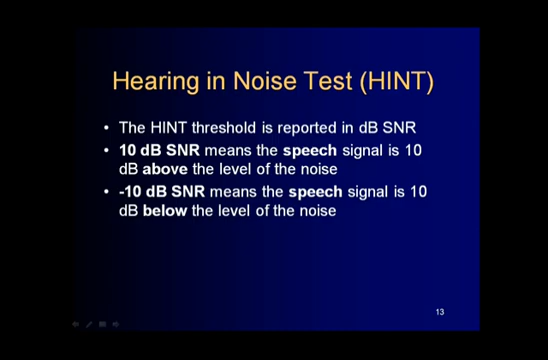 Hearing in Noise Test (HINT)
• The HINT threshold is reported in dB SNR
• 10 dB SNR means the speech signal is 10
dB above the level of the noise
• -10 dB SNR means the speech signal is 10
dB below the level of the noise
13